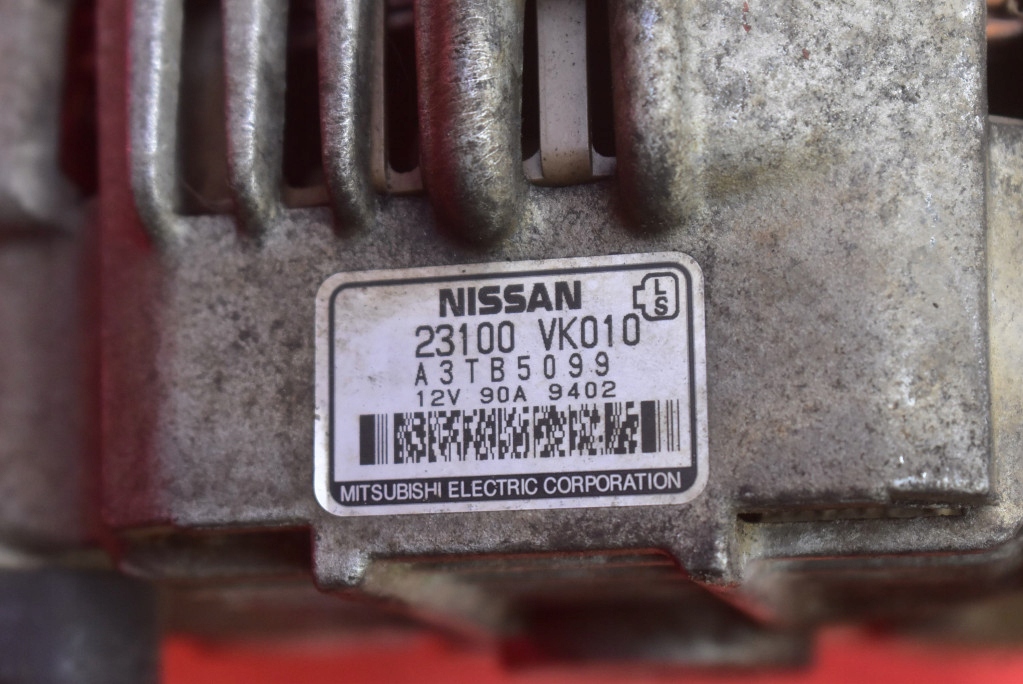 NISSAN
L
S
23100 VK010
A3TB5099
12V 90A 9402
MITSUBISHI ELECTRIC CORPORATION